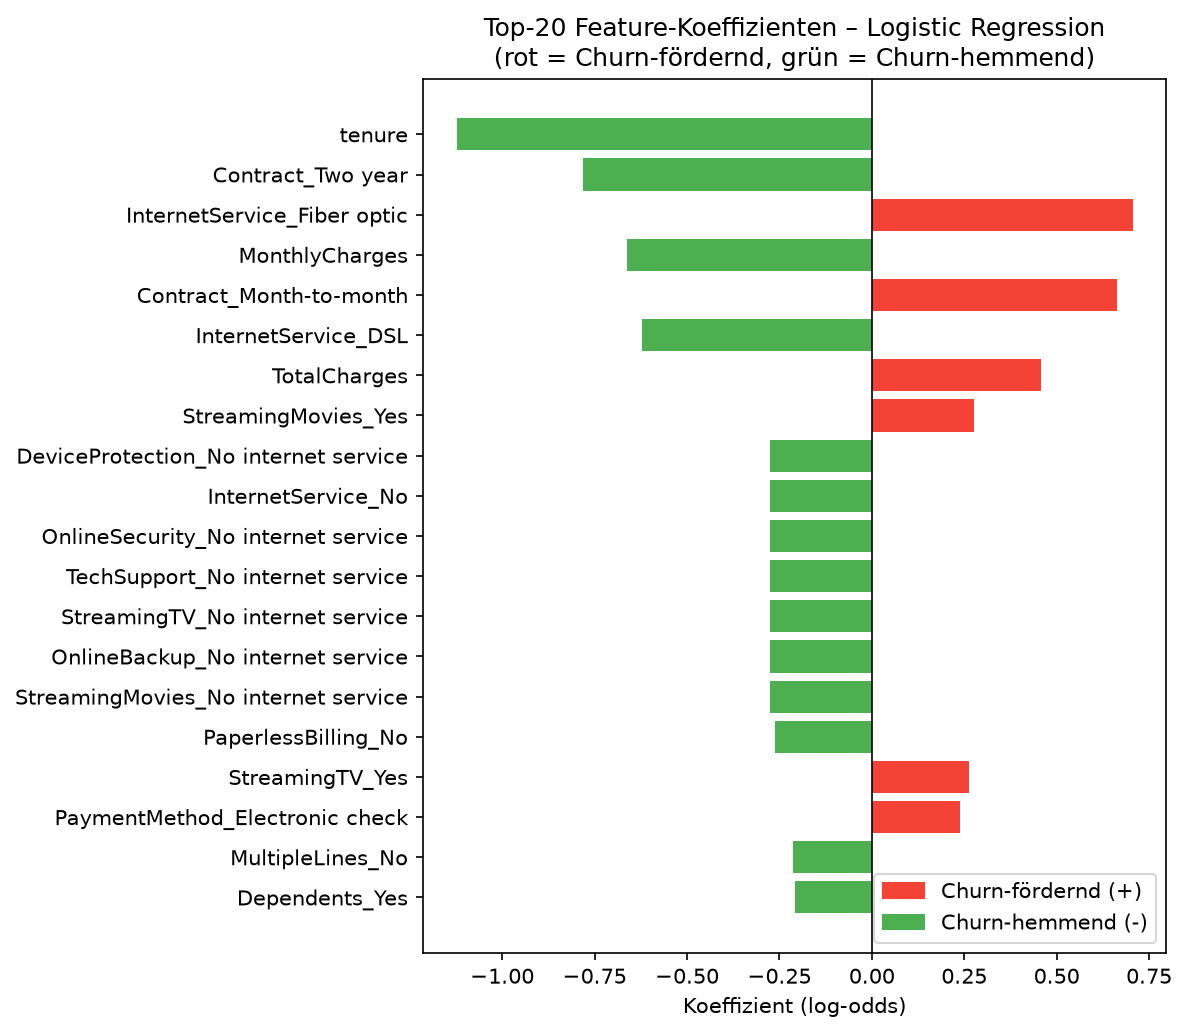 Top-20 Feature-Koeffizienten – Logistic Regression
(rot = Churn-fördernd, grün = Churn-hemmend)
tenure
Contract_Two year
InternetService_Fiber optic
MonthlyCharges
Contract_Month-to-month
InternetService_DSL
TotalCharges
StreamingMovies_Yes
DeviceProtection_No internet service
InternetService_No
OnlineSecurity_No internet service
TechSupport_No internet service
StreamingTV_No internet service
OnlineBackup_No internet service
StreamingMovies_No internet service
PaperlessBilling_No
StreamingTV_Yes
PaymentMethod_Electronic check
MultipleLines_No
Dependents_Yes
Churn-fördernd (+)
Churn-hemmend (-)
−1.00 −0.75 −0.50 −0.25 0.00 0.25 0.50 0.75
Koeffizient (log-odds)